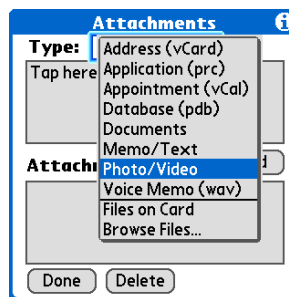 Attachments
Type:
Address (vCard)
Application (prc)
Tap here
Appointment (vCal)
Database (pdb)
Documents
Memo/Text
Attach
Photo/Video
Voice Memo (wav)
Files on Card
Browse Files...
Done
Delete